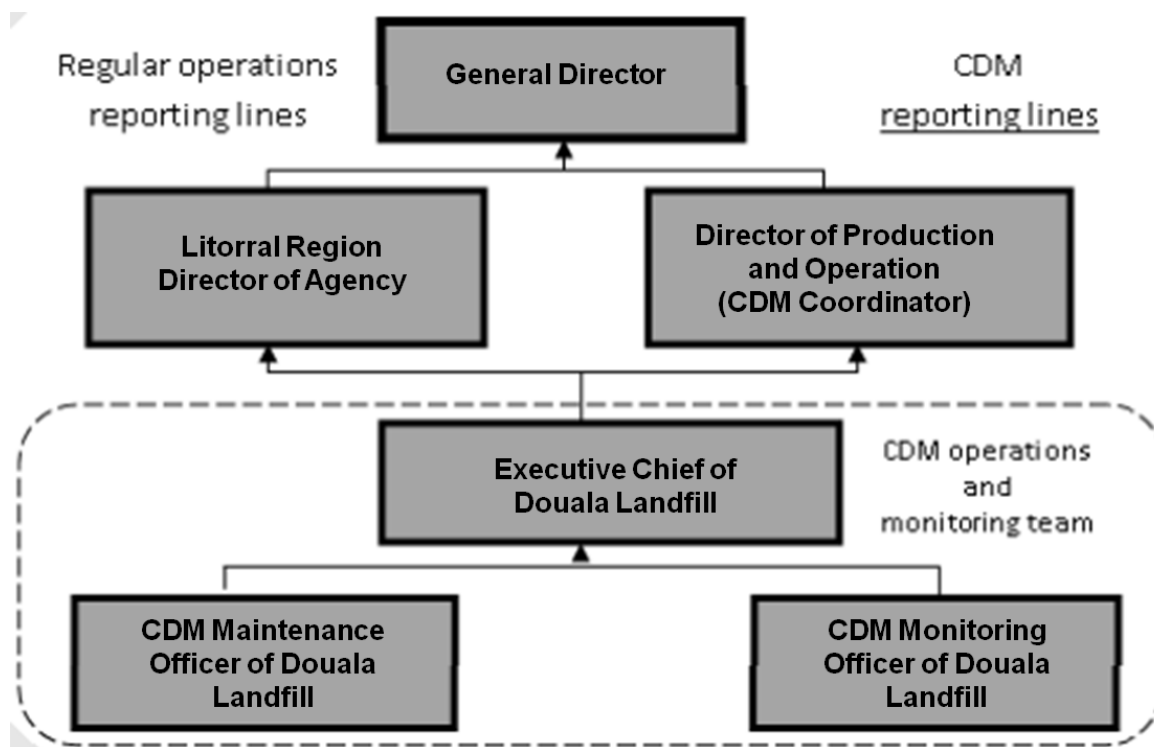 Regular operations
reporting lines
General Director
CDM
reporting lines
Litorral Region
Director of Agency
Director of Production
and Operation
(CDM Coordinator)
Executive Chief of
Douala Landfill
CDM operations
and
monitoring team
CDM Maintenance
Officer of Douala
Landfill
CDM Monitoring
Officer of Douala
Landfill